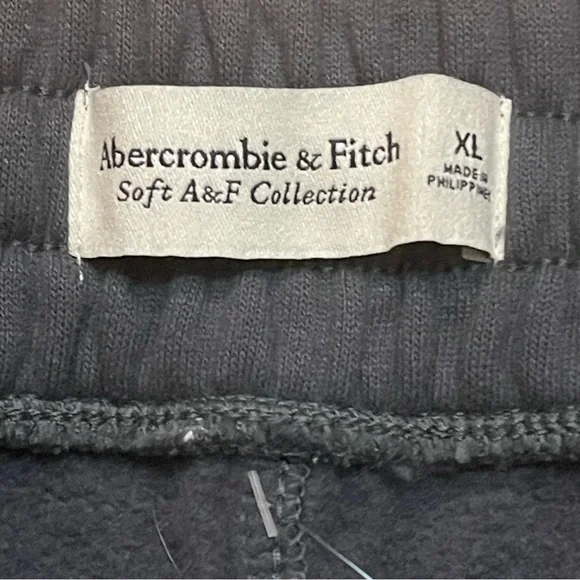 Abercrombie & Fitch
Soft A&F Collection
XL
MADE IN
PHILIPPINES